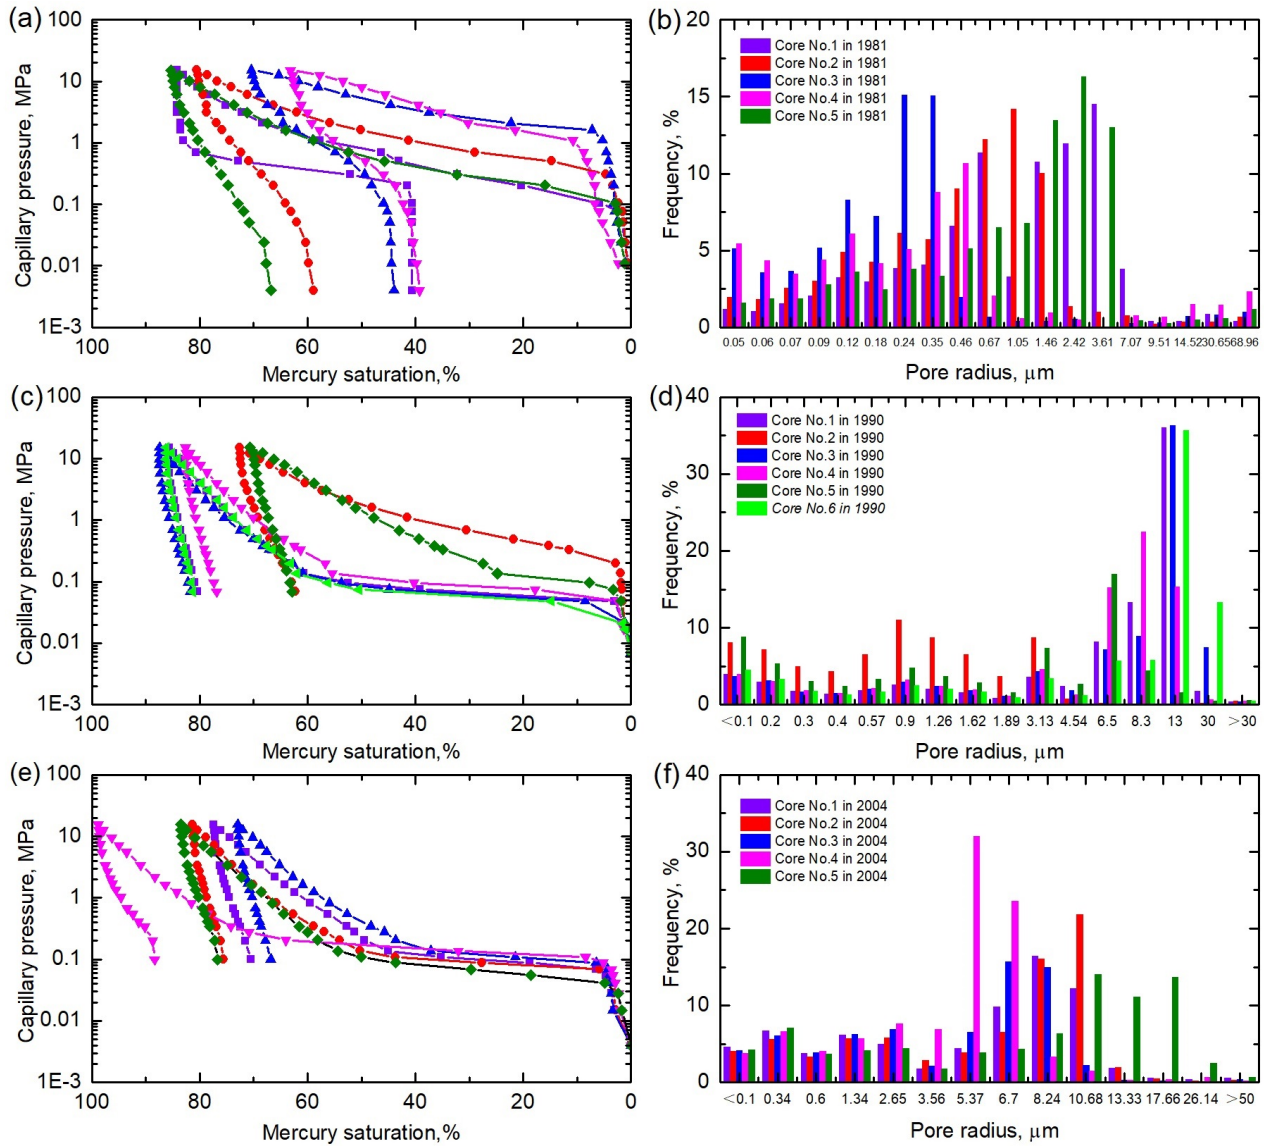 (a)
Capillary pressure, MPa
100
10
1
0.1
0.01
1E-3
100 80 60 40 20 0
Mercury saturation,%
(b)
Frequency, %
20
15
10
5
0
Core No.1 in 1981
Core No.2 in 1981
Core No.3 in 1981
Core No.4 in 1981
Core No.5 in 1981
0.05 0.06 0.07 0.09 0.12 0.18 0.24 0.35 0.46 0.67 1.05 1.46 2.42 3.61 7.07 9.51 14.52 30.65 68.96
Pore radius, μm
(c)
Capillary pressure, MPa
100
10
1
0.1
0.01
1E-3
100 80 60 40 20 0
Mercury saturation,%
(d)
Frequency, %
40
30
20
10
0
Core No.1 in 1990
Core No.2 in 1990
Core No.3 in 1990
Core No.4 in 1990
Core No.5 in 1990
Core No.6 in 1990
<0.1 0.2 0.3 0.4 0.57 0.9 1.26 1.62 1.89 3.13 4.54 6.5 8.3 13 30 >30
Pore radius, μm
(e)
Capillary pressure, MPa
100
10
1
0.1
0.01
1E-3
100 80 60 40 20 0
Mercury saturation,%
(f)
Frequency, %
40
30
20
10
0
Core No.1 in 2004
Core No.2 in 2004
Core No.3 in 2004
Core No.4 in 2004
Core No.5 in 2004
<0.1 0.34 0.6 1.34 2.65 3.56 5.37 6.7 8.24 10.68 13.33 17.66 26.14 >50
Pore radius, μm